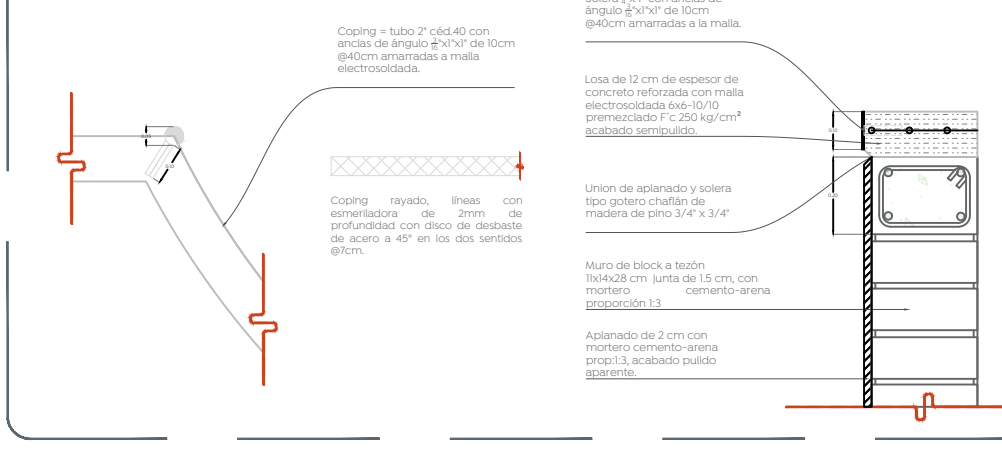 Coping = tubo 2" céd.40 con
anclas de ángulo 3/16"x1"x1" de 10cm
@40cm amarradas a malla
electrosoldada.
Coping rayado, líneas con
esmeriladora de 2mm de
profundidad con disco de desbaste
de acero a 45° en los dos sentidos
@7cm.
ángulo 3/16"x1"x1" de 10cm
@40cm amarradas a la malla.
Losa de 12 cm de espesor de
concreto reforzada con malla
electrosoldada 6x6-10/10
premezclado F´c 250 kg/cm²
acabado semipulido.
Union de aplanado y solera
tipo gotero chaflán de
madera de pino 3/4" x 3/4"
Muro de block a tezón
11x14x28 cm junta de 1.5 cm, con
mortero cemento-arena
proporción 1:3
Aplanado de 2 cm con
mortero cemento-arena
prop:1:3, acabado pulido
aparente.